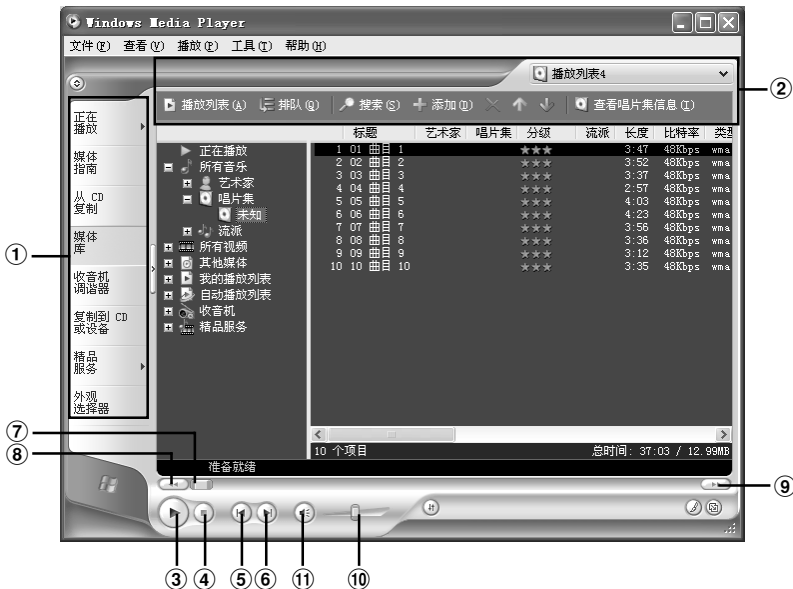 Windows Media Player
文件(F) 查看(V) 播放(P) 工具(T) 帮助(H)
播放列表4
②
播放列表(A) 排队(Q) 搜索(S) 添加(D) 查看唱片集信息(I)
标题 艺术家 唱片集 分级 流派 长度 比特率 类型
正在播放
媒体指南
从 CD 复制
媒体库
收音机调谐器
复制到 CD 或设备
精品服务
外观选择器
①
正在播放
所有音乐
艺术家
唱片集
未知
流派
所有视频
其他媒体
我的播放列表
自动播放列表
收音机
精品服务
1 01 曲目 1 ★★★ 3:47 48Kbps wma
2 02 曲目 2 ★★★ 3:52 48Kbps wma
3 03 曲目 3 ★★★ 3:37 48Kbps wma
4 04 曲目 4 ★★★ 2:57 48Kbps wma
5 05 曲目 5 ★★★ 4:03 48Kbps wma
6 06 曲目 6 ★★★ 4:23 48Kbps wma
7 07 曲目 7 ★★★ 3:56 48Kbps wma
8 08 曲目 8 ★★★ 3:36 48Kbps wma
9 09 曲目 9 ★★★ 3:12 48Kbps wma
10 10 曲目 10 ★★★ 3:35 48Kbps wma
10 个项目 总时间: 37:03 / 12.99MB
准备就绪
⑦
⑧
⑨
③ ④ ⑤ ⑥ ⑪ ⑩